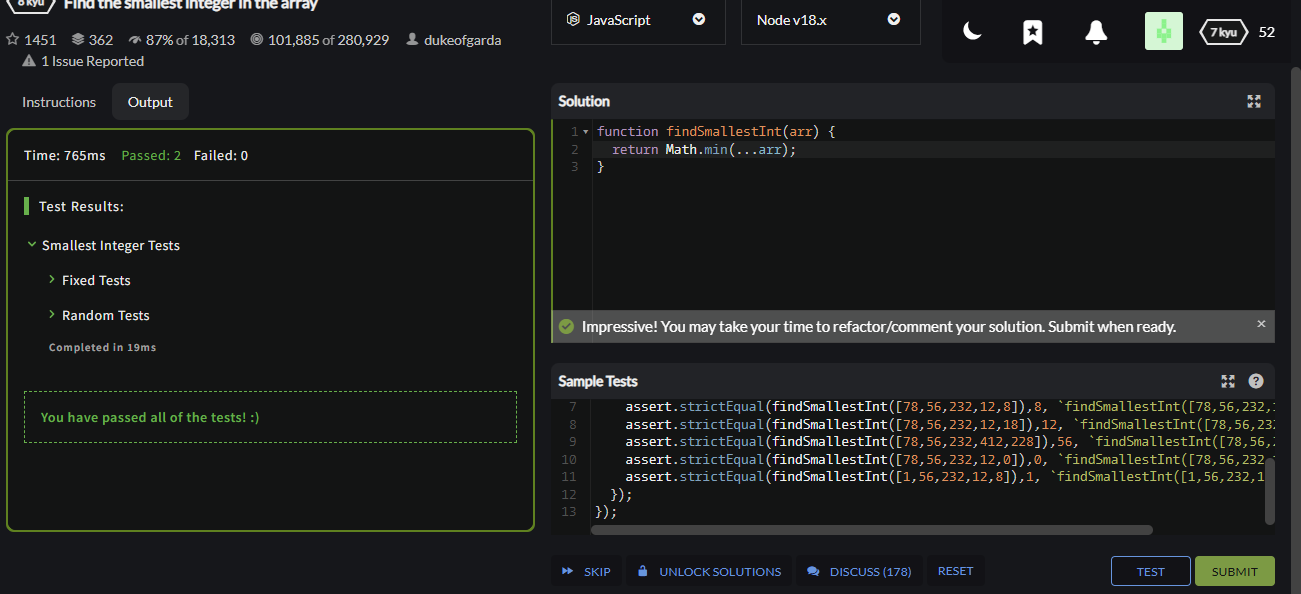 8 kyu Find the smallest integer in the array
1451 362 87% of 18,313 101,885 of 280,929 dukeofgarda
1 Issue Reported
JavaScript
Node v18.x
7 kyu 52
Instructions Output
Time: 765ms Passed: 2 Failed: 0
Test Results:
Smallest Integer Tests
Fixed Tests
Random Tests
Completed in 19ms
You have passed all of the tests! :)
Solution
1 function findSmallestInt(arr) {
2 return Math.min(...arr);
3 }
Impressive! You may take your time to refactor/comment your solution. Submit when ready. ×
Sample Tests ?
7 assert.strictEqual(findSmallestInt([78,56,232,12,8]),8, `findSmallestInt([78,56,232,1
8 assert.strictEqual(findSmallestInt([78,56,232,12,18]),12, `findSmallestInt([78,56,232
9 assert.strictEqual(findSmallestInt([78,56,232,412,228]),56, `findSmallestInt([78,56,2
10 assert.strictEqual(findSmallestInt([78,56,232,12,0]),0, `findSmallestInt([78,56,232,1
11 assert.strictEqual(findSmallestInt([1,56,232,12,8]),1, `findSmallestInt([1,56,232,1
12 });
13 });
SKIP UNLOCK SOLUTIONS DISCUSS (178) RESET TEST SUBMIT